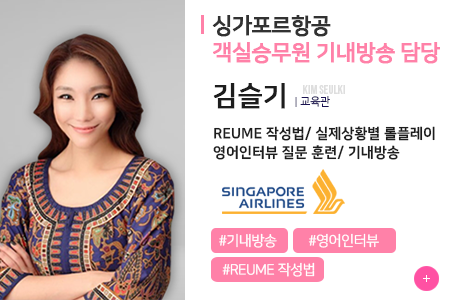 싱가포르항공
객실승무원 기내방송 담당
김슬기
KIM SEULKI
| 교육관
REUME 작성법/ 실제상황별 롤플레이
영어인터뷰 질문 훈련/ 기내방송
SINGAPORE
AIRLINES
#기내방송 #영어인터뷰
#REUME 작성법
+